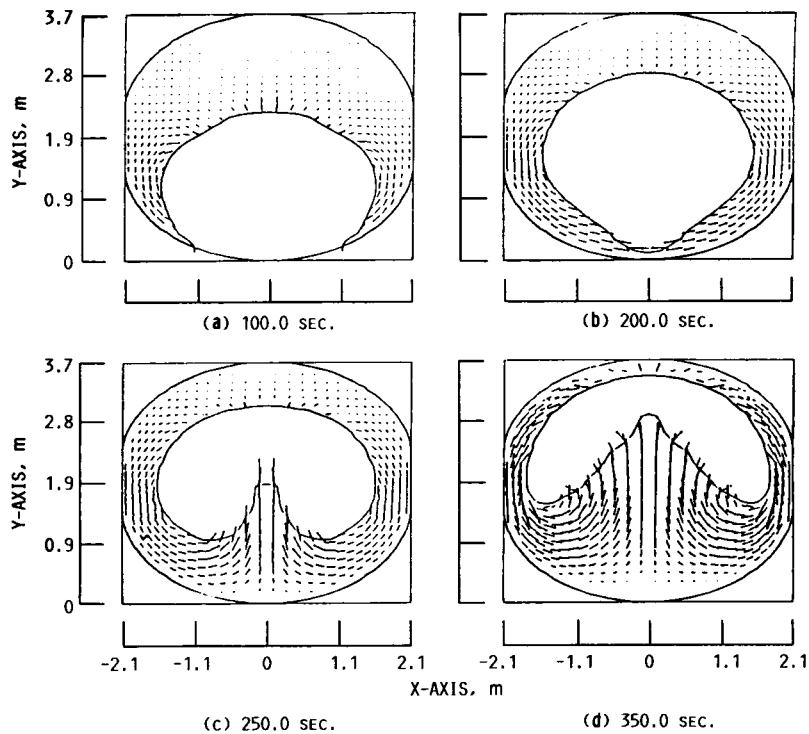 3.7
2.8
1.9
0.9
0
Y-AXIS, m
(a) 100.0 SEC.
(b) 200.0 SEC.
3.7
2.8
1.9
0.9
0
Y-AXIS, m
-2.1 -1.1 0 1.1 2.1
-2.1 -1.1 0 1.1 2.1
X-AXIS, m
(c) 250.0 SEC.
(d) 350.0 SEC.